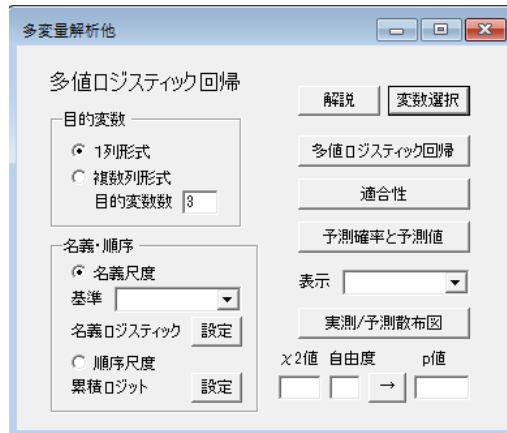 多変量解析他
多値ロジスティック回帰
解説
変数選択
目的変数
1列形式
複数列形式
目的変数数 3
多値ロジスティック回帰
適合性
予測確率と予測値
名義・順序
名義尺度
基準
名義ロジスティック 設定
順序尺度
累積ロジット 設定
表示
実測/予測散布図
χ2値 自由度 p値
→